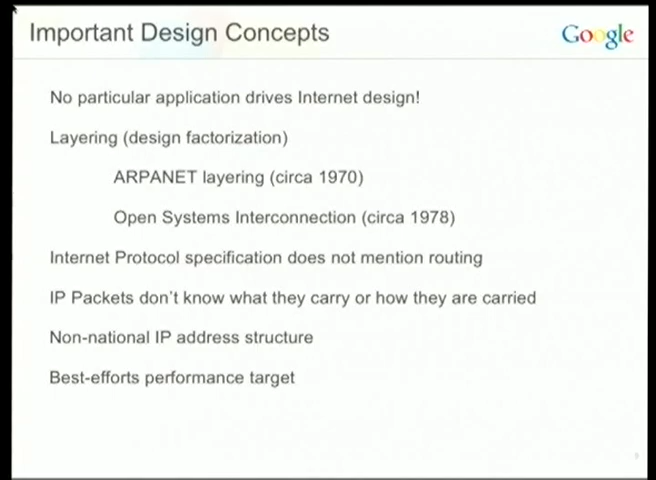 Important Design Concepts
Google
No particular application drives Internet design!
Layering (design factorization)
ARPANET layering (circa 1970)
Open Systems Interconnection (circa 1978)
Internet Protocol specification does not mention routing
IP Packets don't know what they carry or how they are carried
Non-national IP address structure
Best-efforts performance target